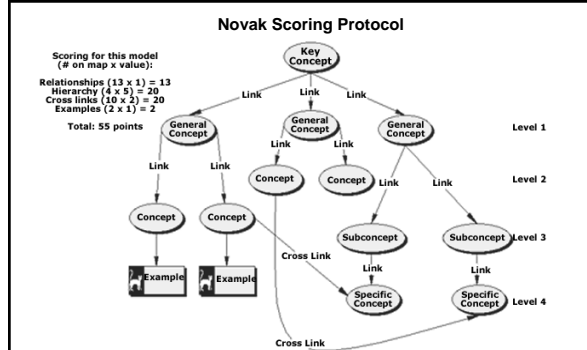 Novak Scoring Protocol
Scoring for this model
(# on map x value):
Relationships (13 x 1) = 13
Hierarchy (4 x 5) = 20
Cross links (10 x 2) = 20
Examples (2 x 1) = 2
Total: 55 points
Key
Concept
Link
Link
Link
General
Concept
General
Concept
General
Concept
Level 1
Link
Link
Link
Link
Concept
Concept
Link
Link
Level 2
Concept
Concept
Subconcept
Subconcept
Level 3
Cross Link
Link
Link
Example
Example
Specific
Concept
Specific
Concept
Level 4
Cross Link